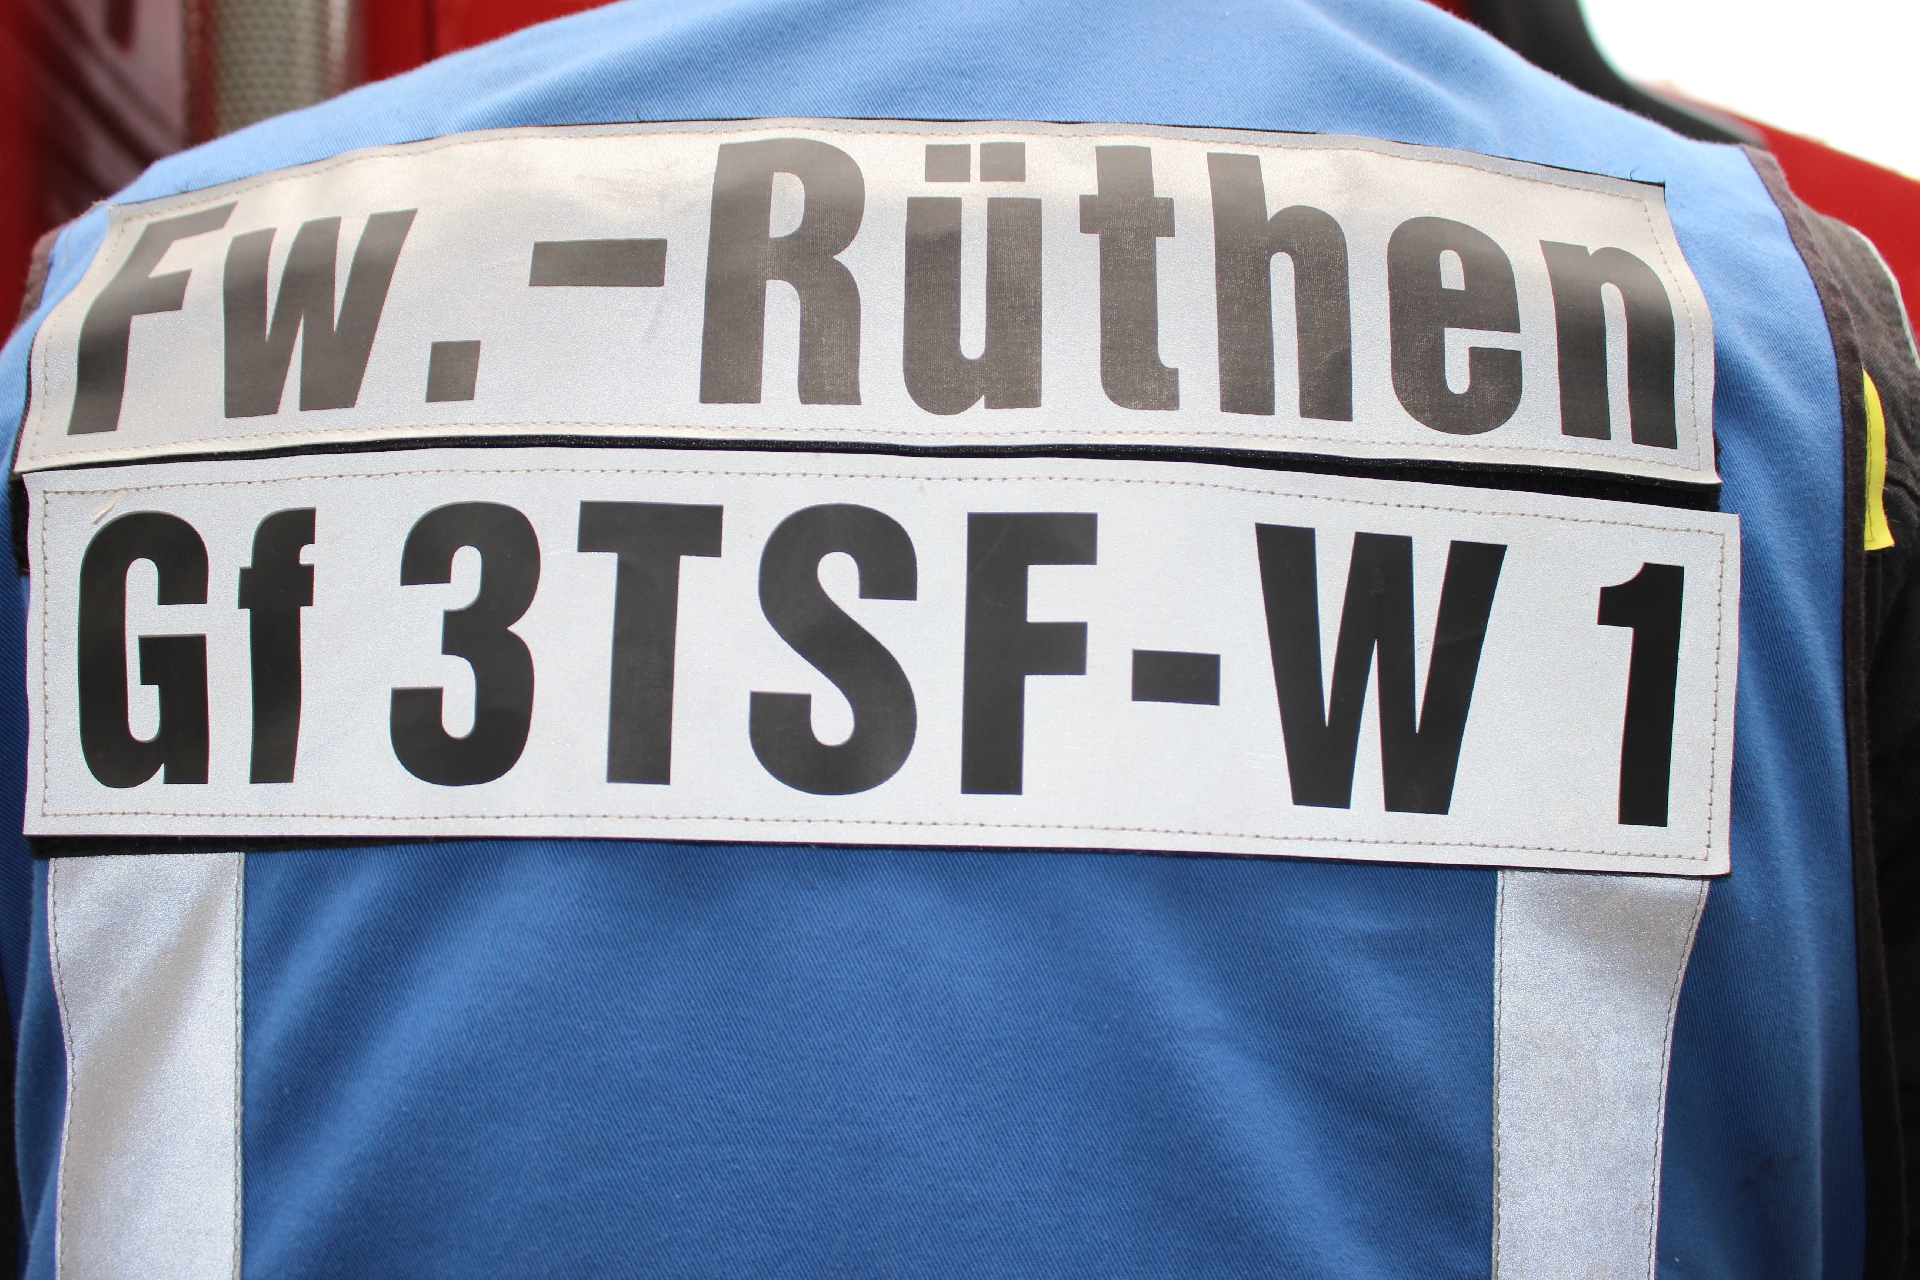 Fw.-Rüthen
Gf 3TSF-W 1